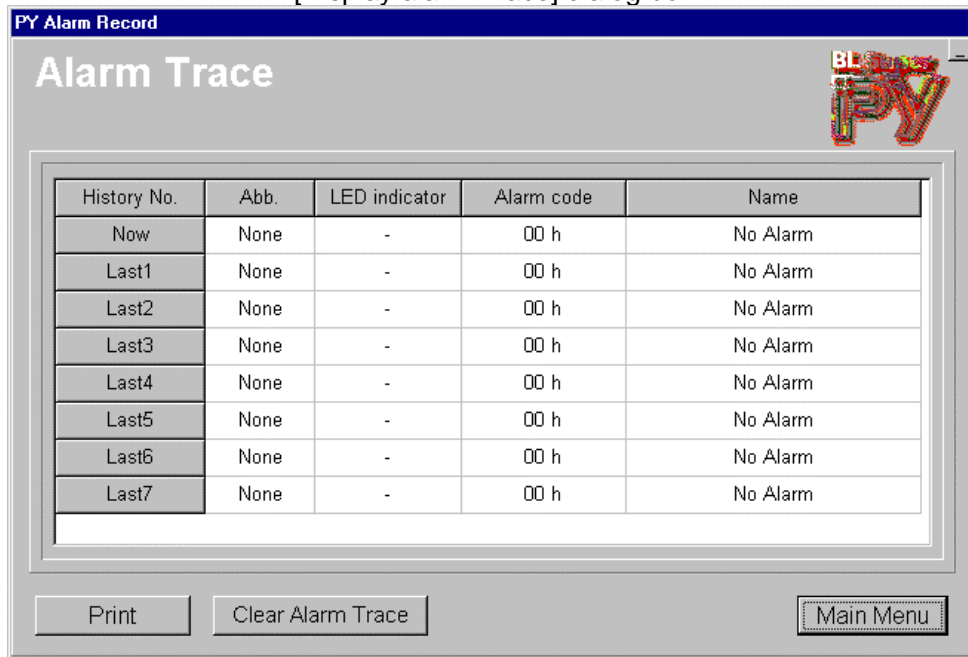 PY Alarm Record
Alarm Trace
BL Super
PY
History No. Abb. LED indicator Alarm code Name
Now None - 00 h No Alarm
Last1 None - 00 h No Alarm
Last2 None - 00 h No Alarm
Last3 None - 00 h No Alarm
Last4 None - 00 h No Alarm
Last5 None - 00 h No Alarm
Last6 None - 00 h No Alarm
Last7 None - 00 h No Alarm
Print Clear Alarm Trace Main Menu